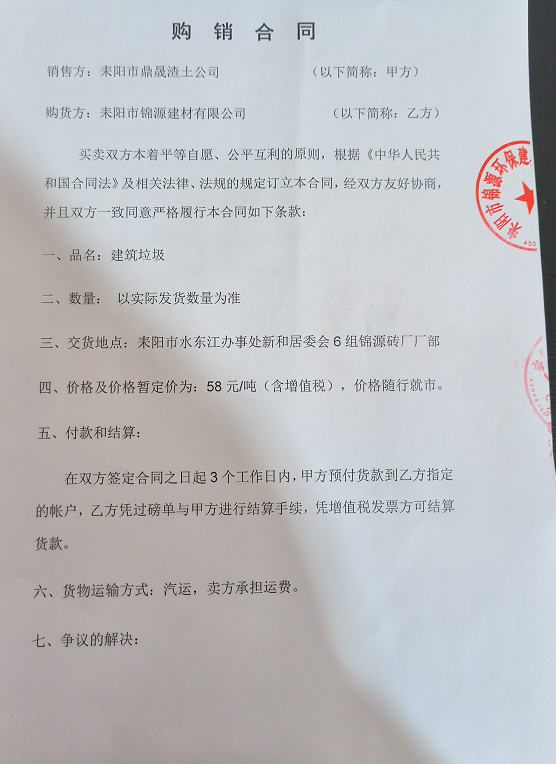 购 销 合 同
销售方：耒阳市鼎晟渣土公司 （以下简称：甲方）
购货方：耒阳市锦源建材有限公司 （以下简称：乙方）
买卖双方本着平等自愿、公平互利的原则，根据《中华人民共
和国合同法》及相关法律、法规的规定订立本合同，经双方友好协商，
并且双方一致同意严格履行本合同如下条款：
一、品名：建筑垃圾
二、数量： 以实际发货数量为准
三、交货地点：耒阳市水东江办事处新和居委会 6 组锦源砖厂厂部
四、价格及价格暂定价为：58 元/吨（含增值税），价格随行就市。
五、付款和结算：
在双方签定合同之日起 3 个工作日内，甲方预付货款到乙方指定
的帐户，乙方凭过磅单与甲方进行结算手续，凭增值税发票方可结算
货款。
六、货物运输方式：汽运，卖方承担运费。
七、争议的解决：
耒阳市锦源环保建
430